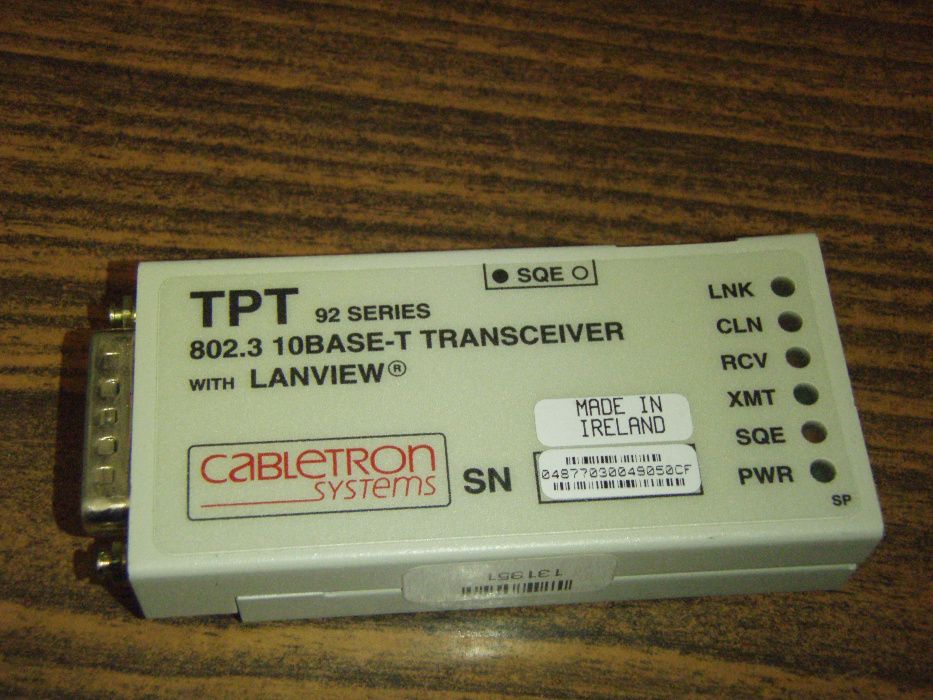 SQE
TPT 92 SERIES
802.3 10BASE-T TRANSCEIVER
WITH LANVIEW®
LNK
CLN
RCV
XMT
SQE
PWR
SP
MADE IN
IRELAND
CABLETRON
SYSTEMS
SN
04877030049050CF
131951